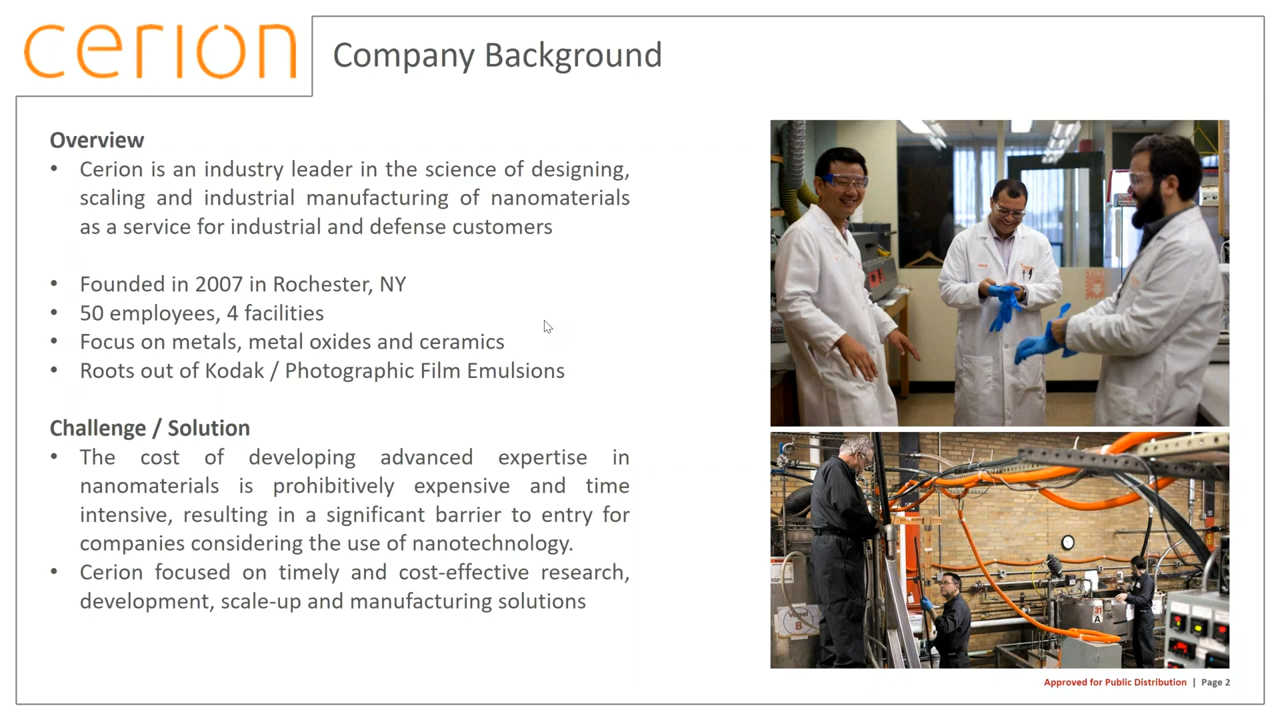 cerion
Company Background
Overview
• Cerion is an industry leader in the science of designing,
scaling and industrial manufacturing of nanomaterials
as a service for industrial and defense customers
• Founded in 2007 in Rochester, NY
• 50 employees, 4 facilities
• Focus on metals, metal oxides and ceramics
• Roots out of Kodak / Photographic Film Emulsions
Challenge / Solution
• The cost of developing advanced expertise in
nanomaterials is prohibitively expensive and time
intensive, resulting in a significant barrier to entry for
companies considering the use of nanotechnology.
• Cerion focused on timely and cost-effective research,
development, scale-up and manufacturing solutions
Vessel
B
31
A
Approved for Public Distribution | Page 2